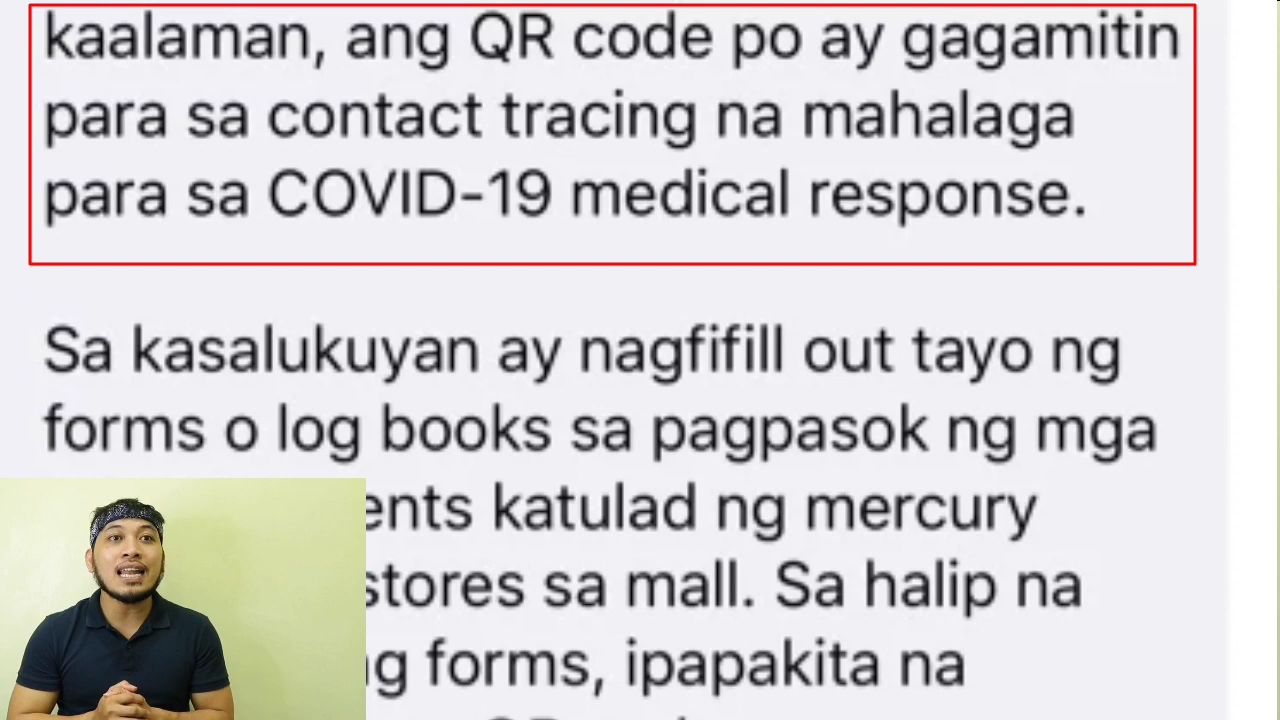 kaalaman, ang QR code po ay gagamitin
para sa contact tracing na mahalaga
para sa COVID-19 medical response.
Sa kasalukuyan ay nagfifill out tayo ng
forms o log books sa pagpasok ng mga
ents katulad ng mercury
stores sa mall. Sa halip na
g forms, ipapakita na